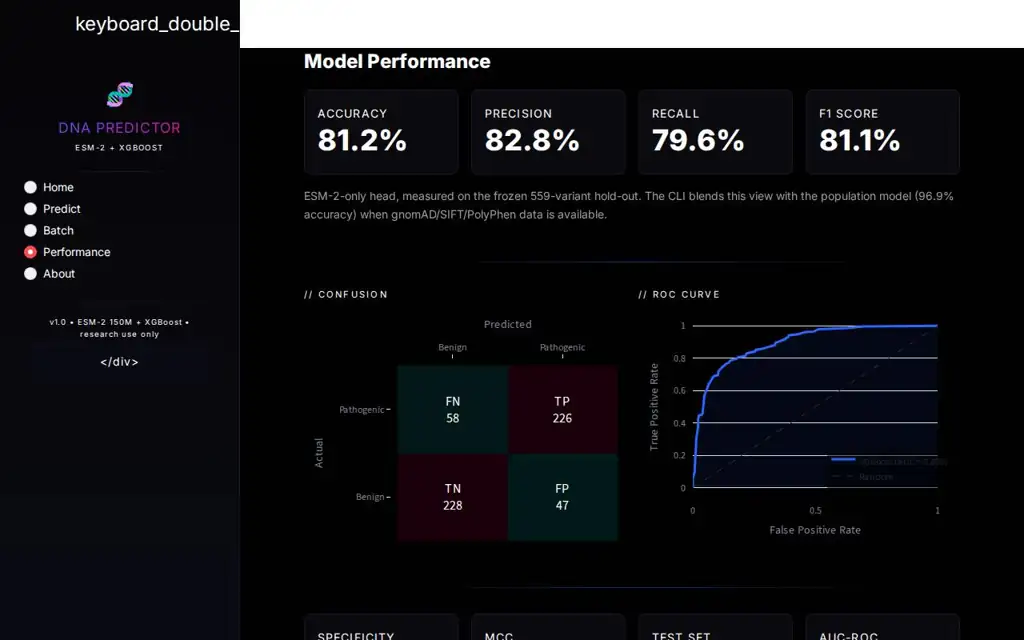 keyboard_double_
DNA PREDICTOR
ESM-2 + XGBOOST
Home
Predict
Batch
Performance
About
v1.0 • ESM-2 150M + XGBoost •
research use only
</div>
Model Performance
ACCURACY
81.2%
PRECISION
82.8%
RECALL
79.6%
F1 SCORE
81.1%
ESM-2-only head, measured on the frozen 559-variant hold-out. The CLI blends this view with the population model (96.9%
accuracy) when gnomAD/SIFT/PolyPhen data is available.
// CONFUSION
Predicted
Benign
Pathogenic
Actual
Pathogenic
FN
58
TP
226
Benign
TN
228
FP
47
// ROC CURVE
True Positive Rate
1
0.8
0.6
0.4
0.2
0
0
0.5
1
False Positive Rate
Random
SPECIFICITY
MCC
TEST SET
AUC-ROC